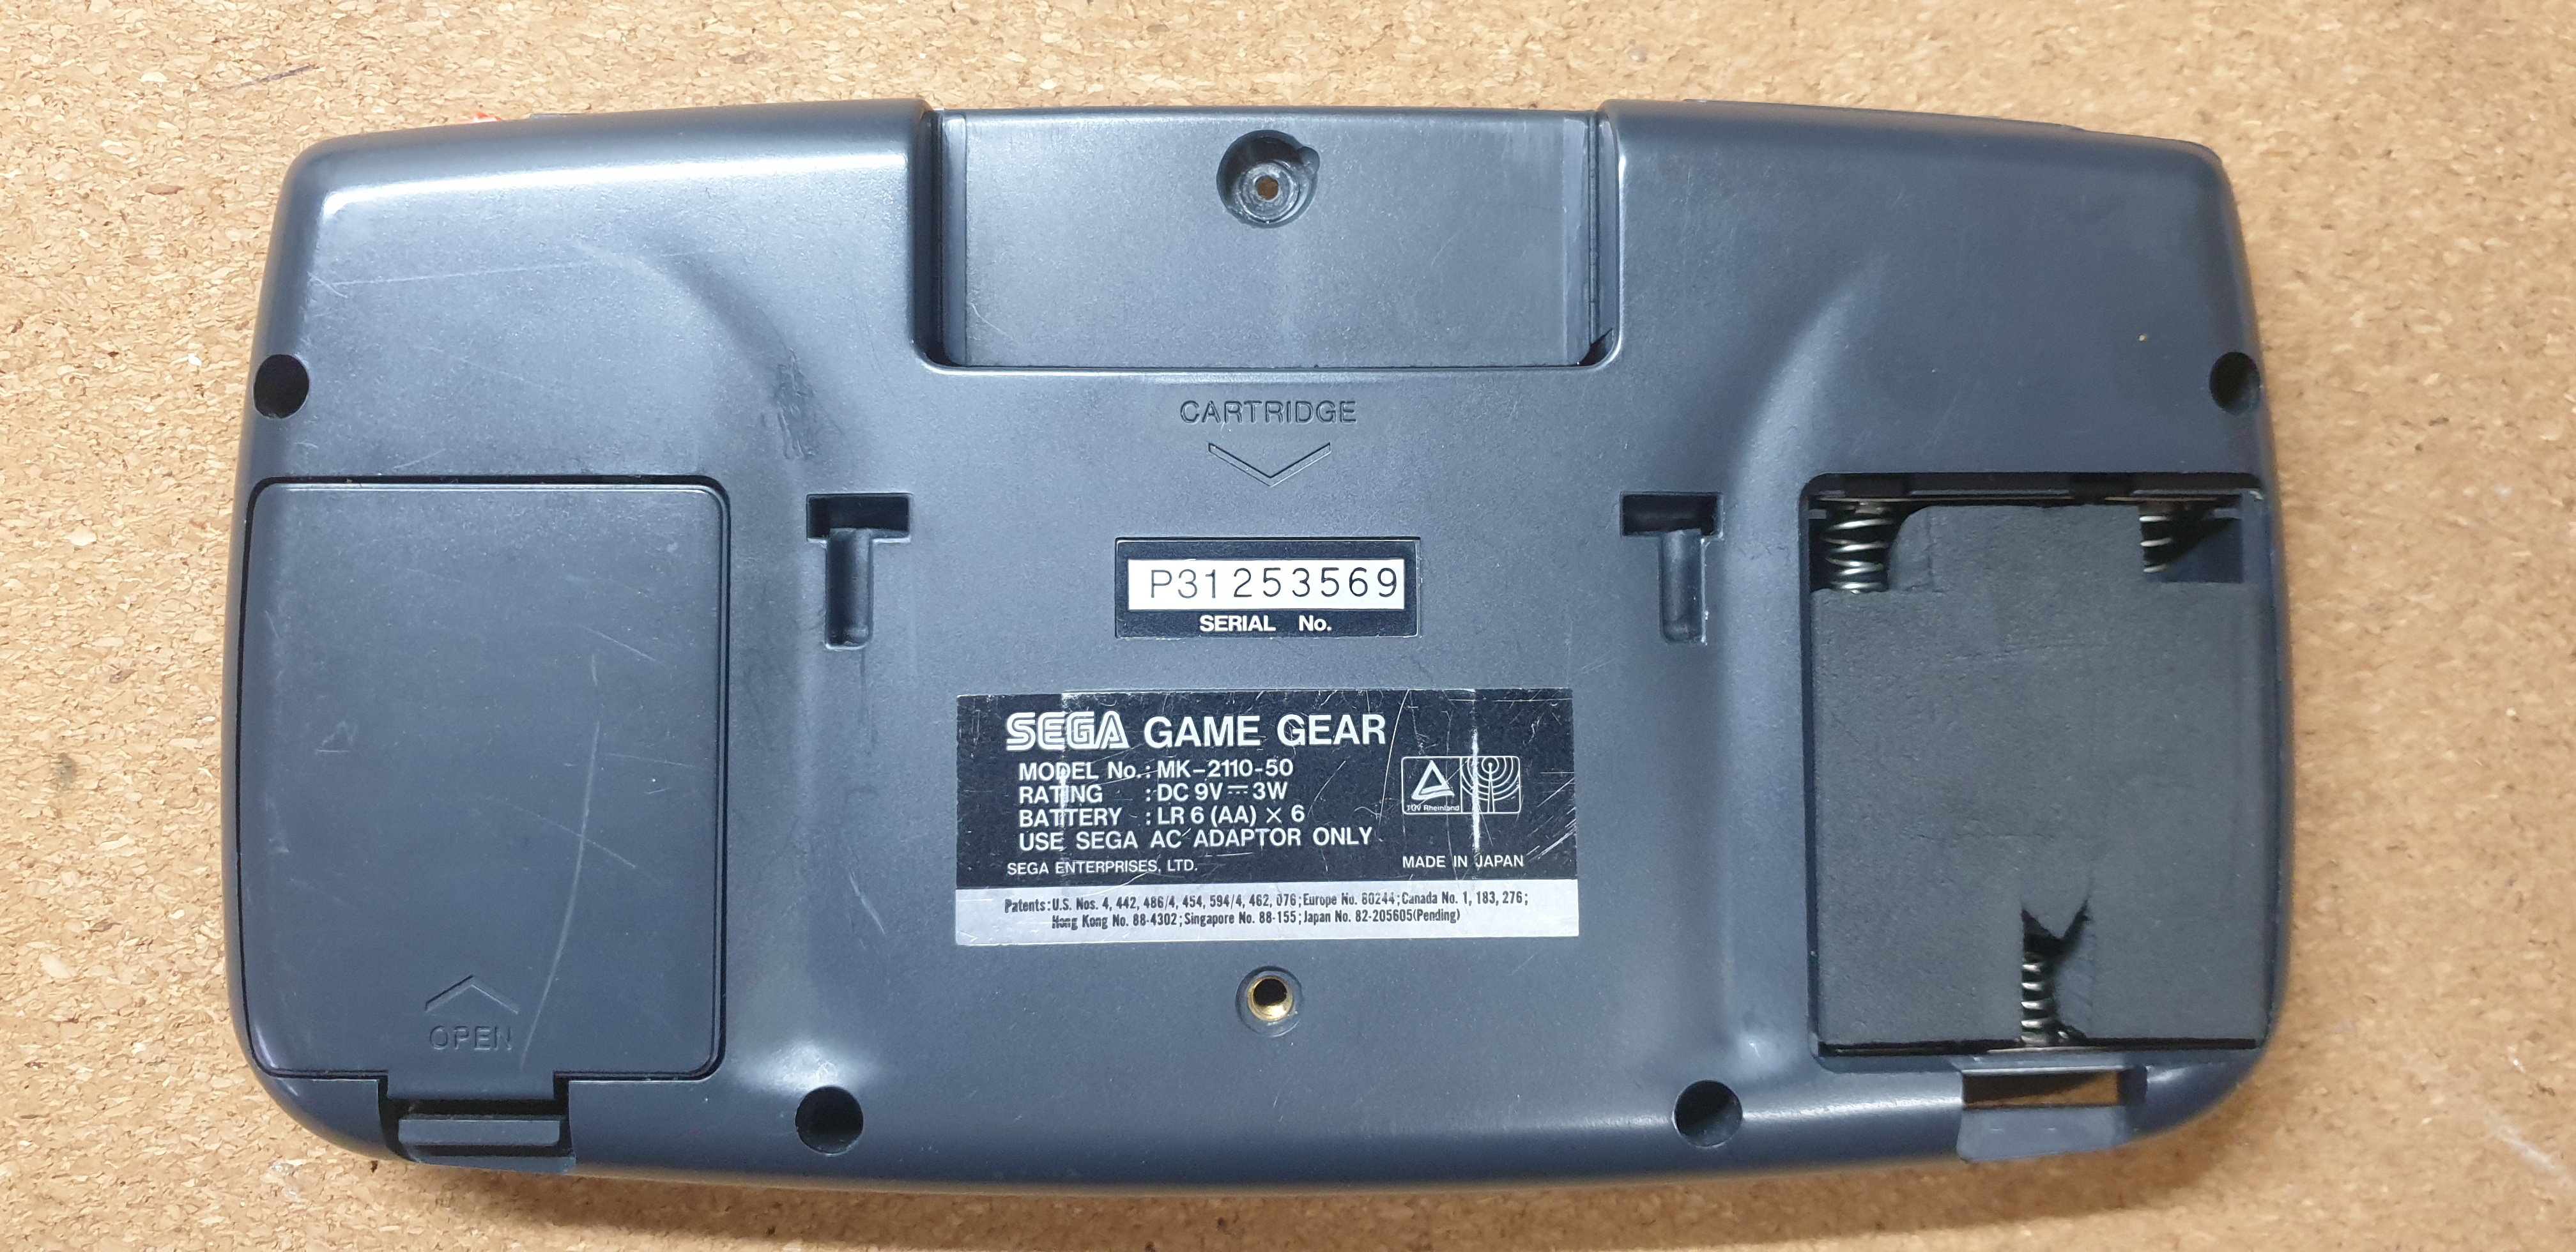 CARTRIDGE
P31253569
SERIAL No.
SEGA GAME GEAR
MODEL No.: MK-2110-50
RATING : DC 9V ⎓ 3W
BATTERY : LR 6 (AA) × 6
USE SEGA AC ADAPTOR ONLY
TÜV Rheinland
SEGA ENTERPRISES, LTD.
MADE IN JAPAN
Patents: U.S. Nos. 4, 442, 486/4, 454, 594/4, 462, 076; Europe No. 60244; Canada No. 1, 183, 276;
Hong Kong No. 88-4302; Singapore No. 88-155; Japan No. 82-205605(Pending)
OPEN